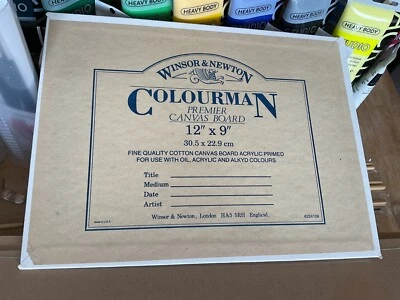 HEAVY BODY
HEAVY BODY
HEAVY BODY
HEAVY BODY
WINSOR & NEWTON
COLOURMAN
PREMIER
CANVAS BOARD
12" x 9"
30.5 x 22.9 cm
FINE QUALITY COTTON CANVAS BOARD ACRYLIC PRIMED
FOR USE WITH OIL, ACRYLIC AND ALKYD COLOURS
Title
Medium
Date
Artist
Winsor & Newton, London HA3 5RH England.